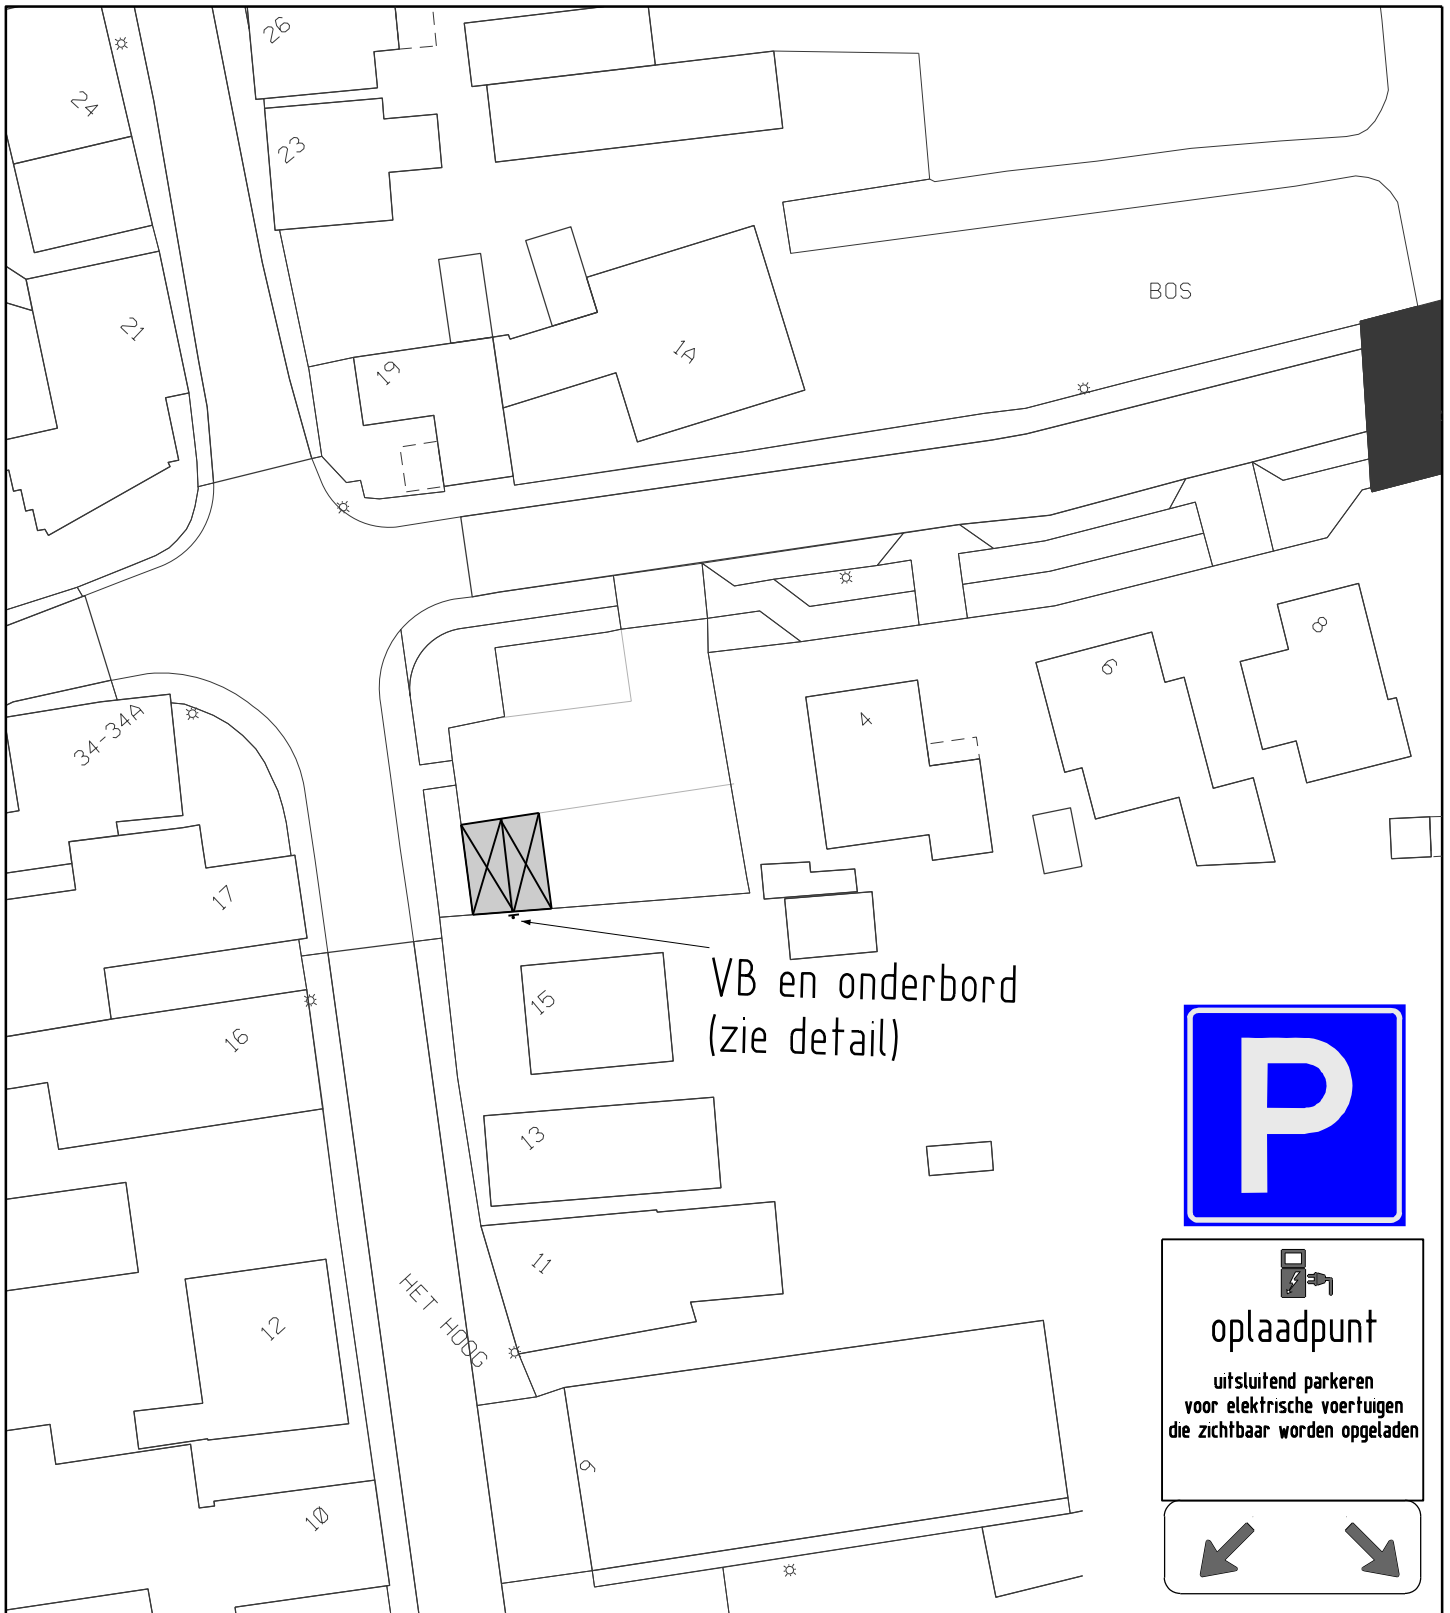 26
24
23
21
BOS
19
1A
8
6
34-34A
4
17
VB en onderbord
(zie detail)
15
16
P
13
11
oplaadpunt
12
HET HOOG
uitsluitend parkeren
voor elektrische voertuigen
die zichtbaar worden opgeladen
9
10